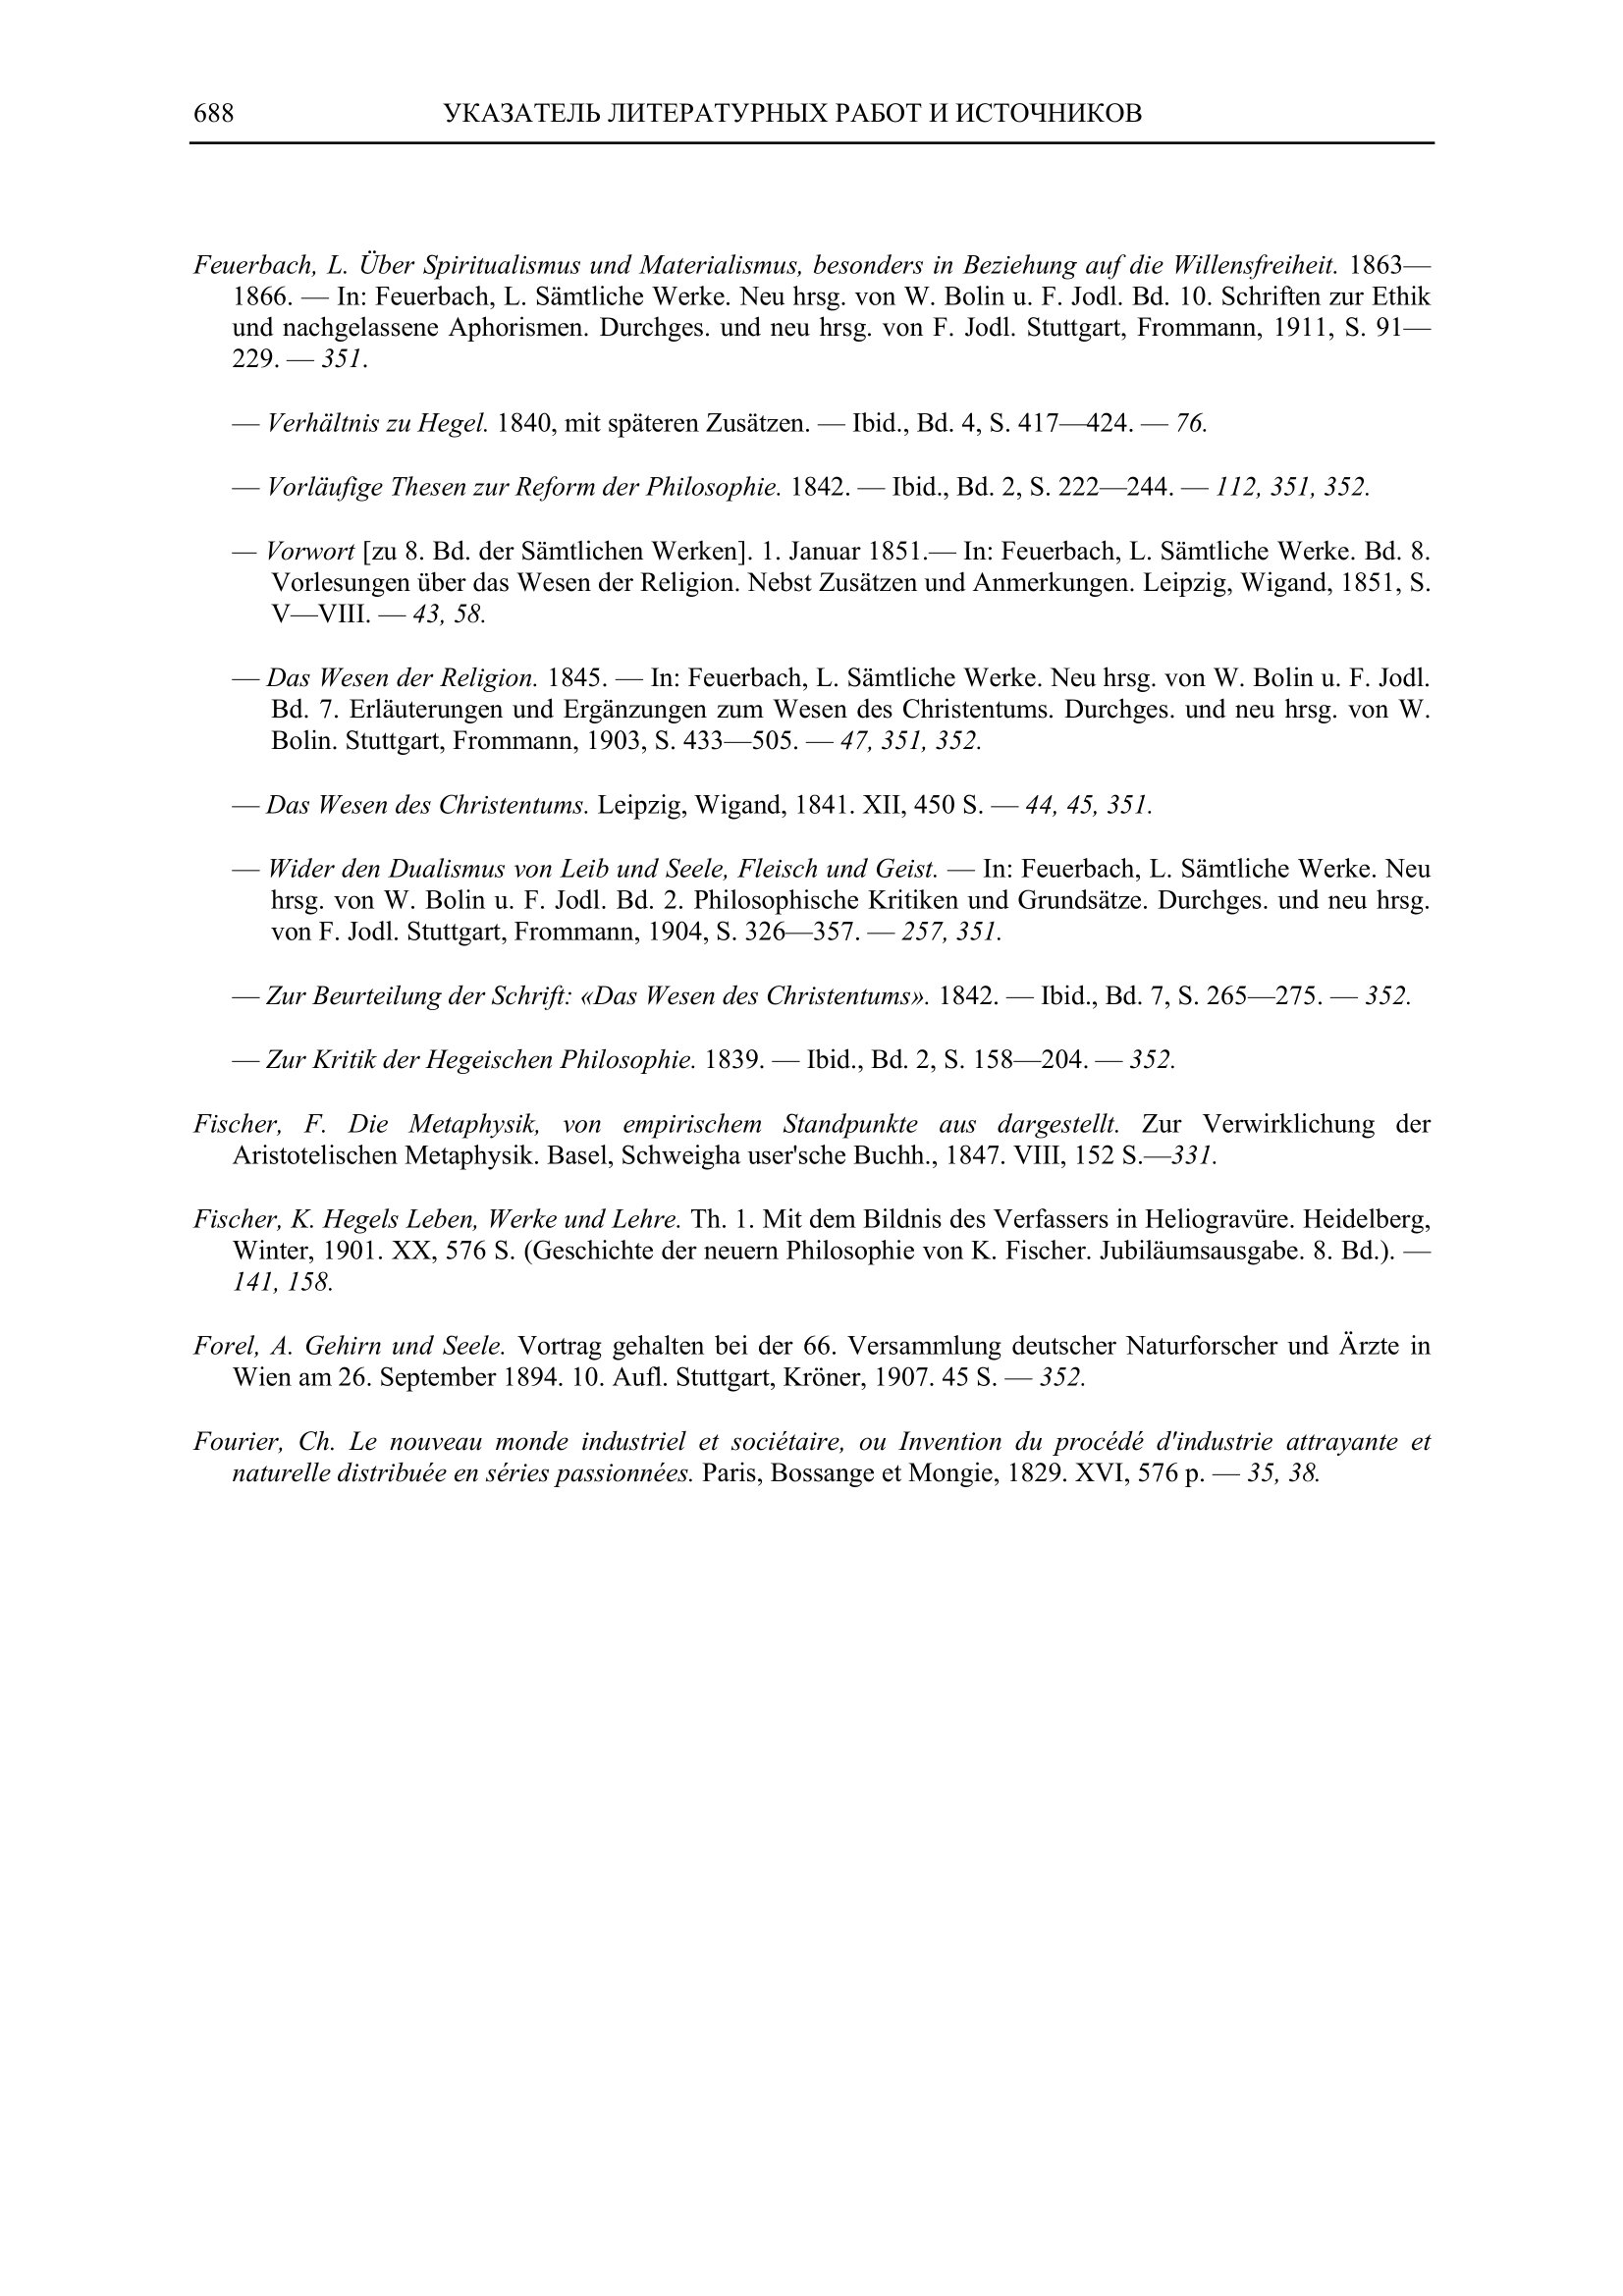 688 УКАЗАТЕЛЬ ЛИТЕРАТУРНЫХ РАБОТ И ИСТОЧНИКОВ
Feuerbach, L. Über Spiritualismus und Materialismus, besonders in Beziehung auf die Willensfreiheit. 1863—
1866. — In: Feuerbach, L. Sämtliche Werke. Neu hrsg. von W. Bolin u. F. Jodl. Bd. 10. Schriften zur Ethik
und nachgelassene Aphorismen. Durchges. und neu hrsg. von F. Jodl. Stuttgart, Frommann, 1911, S. 91—
229. — 351.
— Verhältnis zu Hegel. 1840, mit späteren Zusätzen. — Ibid., Bd. 4, S. 417—424. — 76.
— Vorläufige Thesen zur Reform der Philosophie. 1842. — Ibid., Bd. 2, S. 222—244. — 112, 351, 352.
— Vorwort [zu 8. Bd. der Sämtlichen Werken]. 1. Januar 1851.— In: Feuerbach, L. Sämtliche Werke. Bd. 8.
Vorlesungen über das Wesen der Religion. Nebst Zusätzen und Anmerkungen. Leipzig, Wigand, 1851, S.
V—VIII. — 43, 58.
— Das Wesen der Religion. 1845. — In: Feuerbach, L. Sämtliche Werke. Neu hrsg. von W. Bolin u. F. Jodl.
Bd. 7. Erläuterungen und Ergänzungen zum Wesen des Christentums. Durchges. und neu hrsg. von W.
Bolin. Stuttgart, Frommann, 1903, S. 433—505. — 47, 351, 352.
— Das Wesen des Christentums. Leipzig, Wigand, 1841. XII, 450 S. — 44, 45, 351.
— Wider den Dualismus von Leib und Seele, Fleisch und Geist. — In: Feuerbach, L. Sämtliche Werke. Neu
hrsg. von W. Bolin u. F. Jodl. Bd. 2. Philosophische Kritiken und Grundsätze. Durchges. und neu hrsg.
von F. Jodl. Stuttgart, Frommann, 1904, S. 326—357. — 257, 351.
— Zur Beurteilung der Schrift: «Das Wesen des Christentums». 1842. — Ibid., Bd. 7, S. 265—275. — 352.
— Zur Kritik der Hegeischen Philosophie. 1839. — Ibid., Bd. 2, S. 158—204. — 352.
Fischer, F. Die Metaphysik, von empirischem Standpunkte aus dargestellt. Zur Verwirklichung der
Aristotelischen Metaphysik. Basel, Schweigha user'sche Buchh., 1847. VIII, 152 S.—331.
Fischer, K. Hegels Leben, Werke und Lehre. Th. 1. Mit dem Bildnis des Verfassers in Heliogravüre. Heidelberg,
Winter, 1901. XX, 576 S. (Geschichte der neuern Philosophie von K. Fischer. Jubiläumsausgabe. 8. Bd.). —
141, 158.
Forel, A. Gehirn und Seele. Vortrag gehalten bei der 66. Versammlung deutscher Naturforscher und Ärzte in
Wien am 26. September 1894. 10. Aufl. Stuttgart, Kröner, 1907. 45 S. — 352.
Fourier, Ch. Le nouveau monde industriel et sociétaire, ou Invention du procédé d'industrie attrayante et
naturelle distribuée en séries passionnées. Paris, Bossange et Mongie, 1829. XVI, 576 p. — 35, 38.